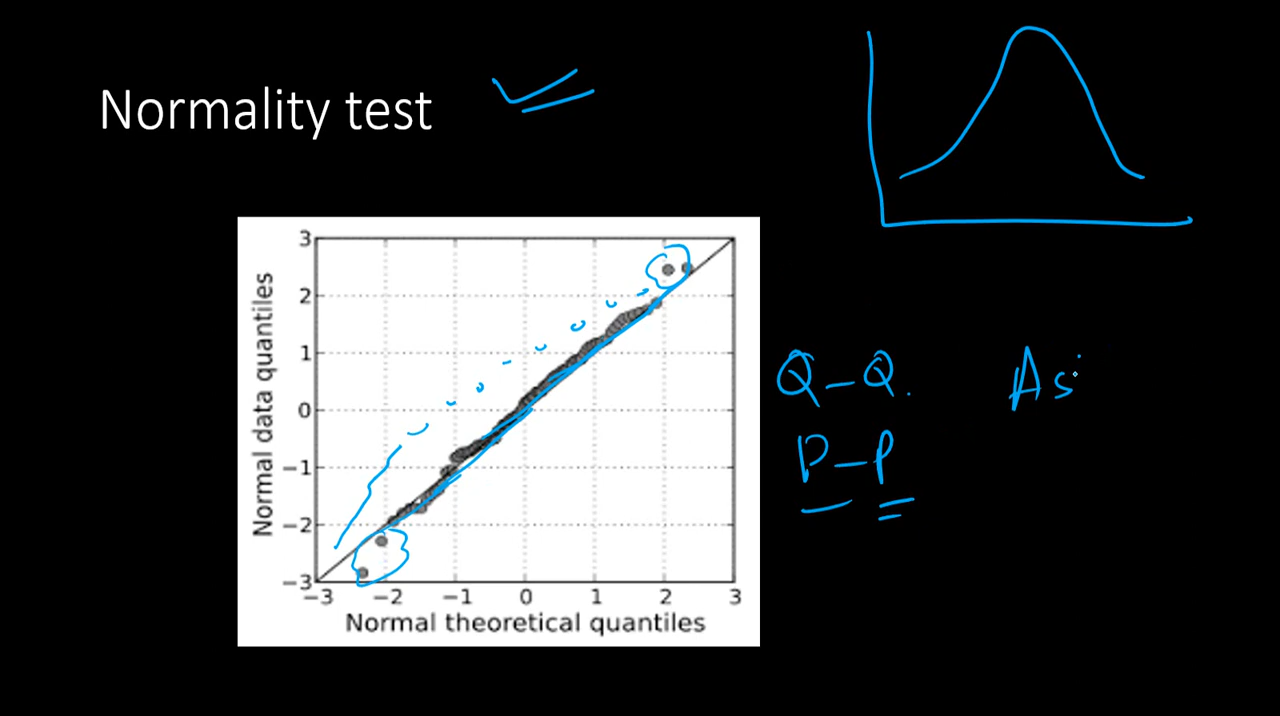 Normality test
3
2
1
0
−1
−2
−3
Normal data quantiles
−3 −2 −1 0 1 2 3
Normal theoretical quantiles
Q-Q.
P-P
As